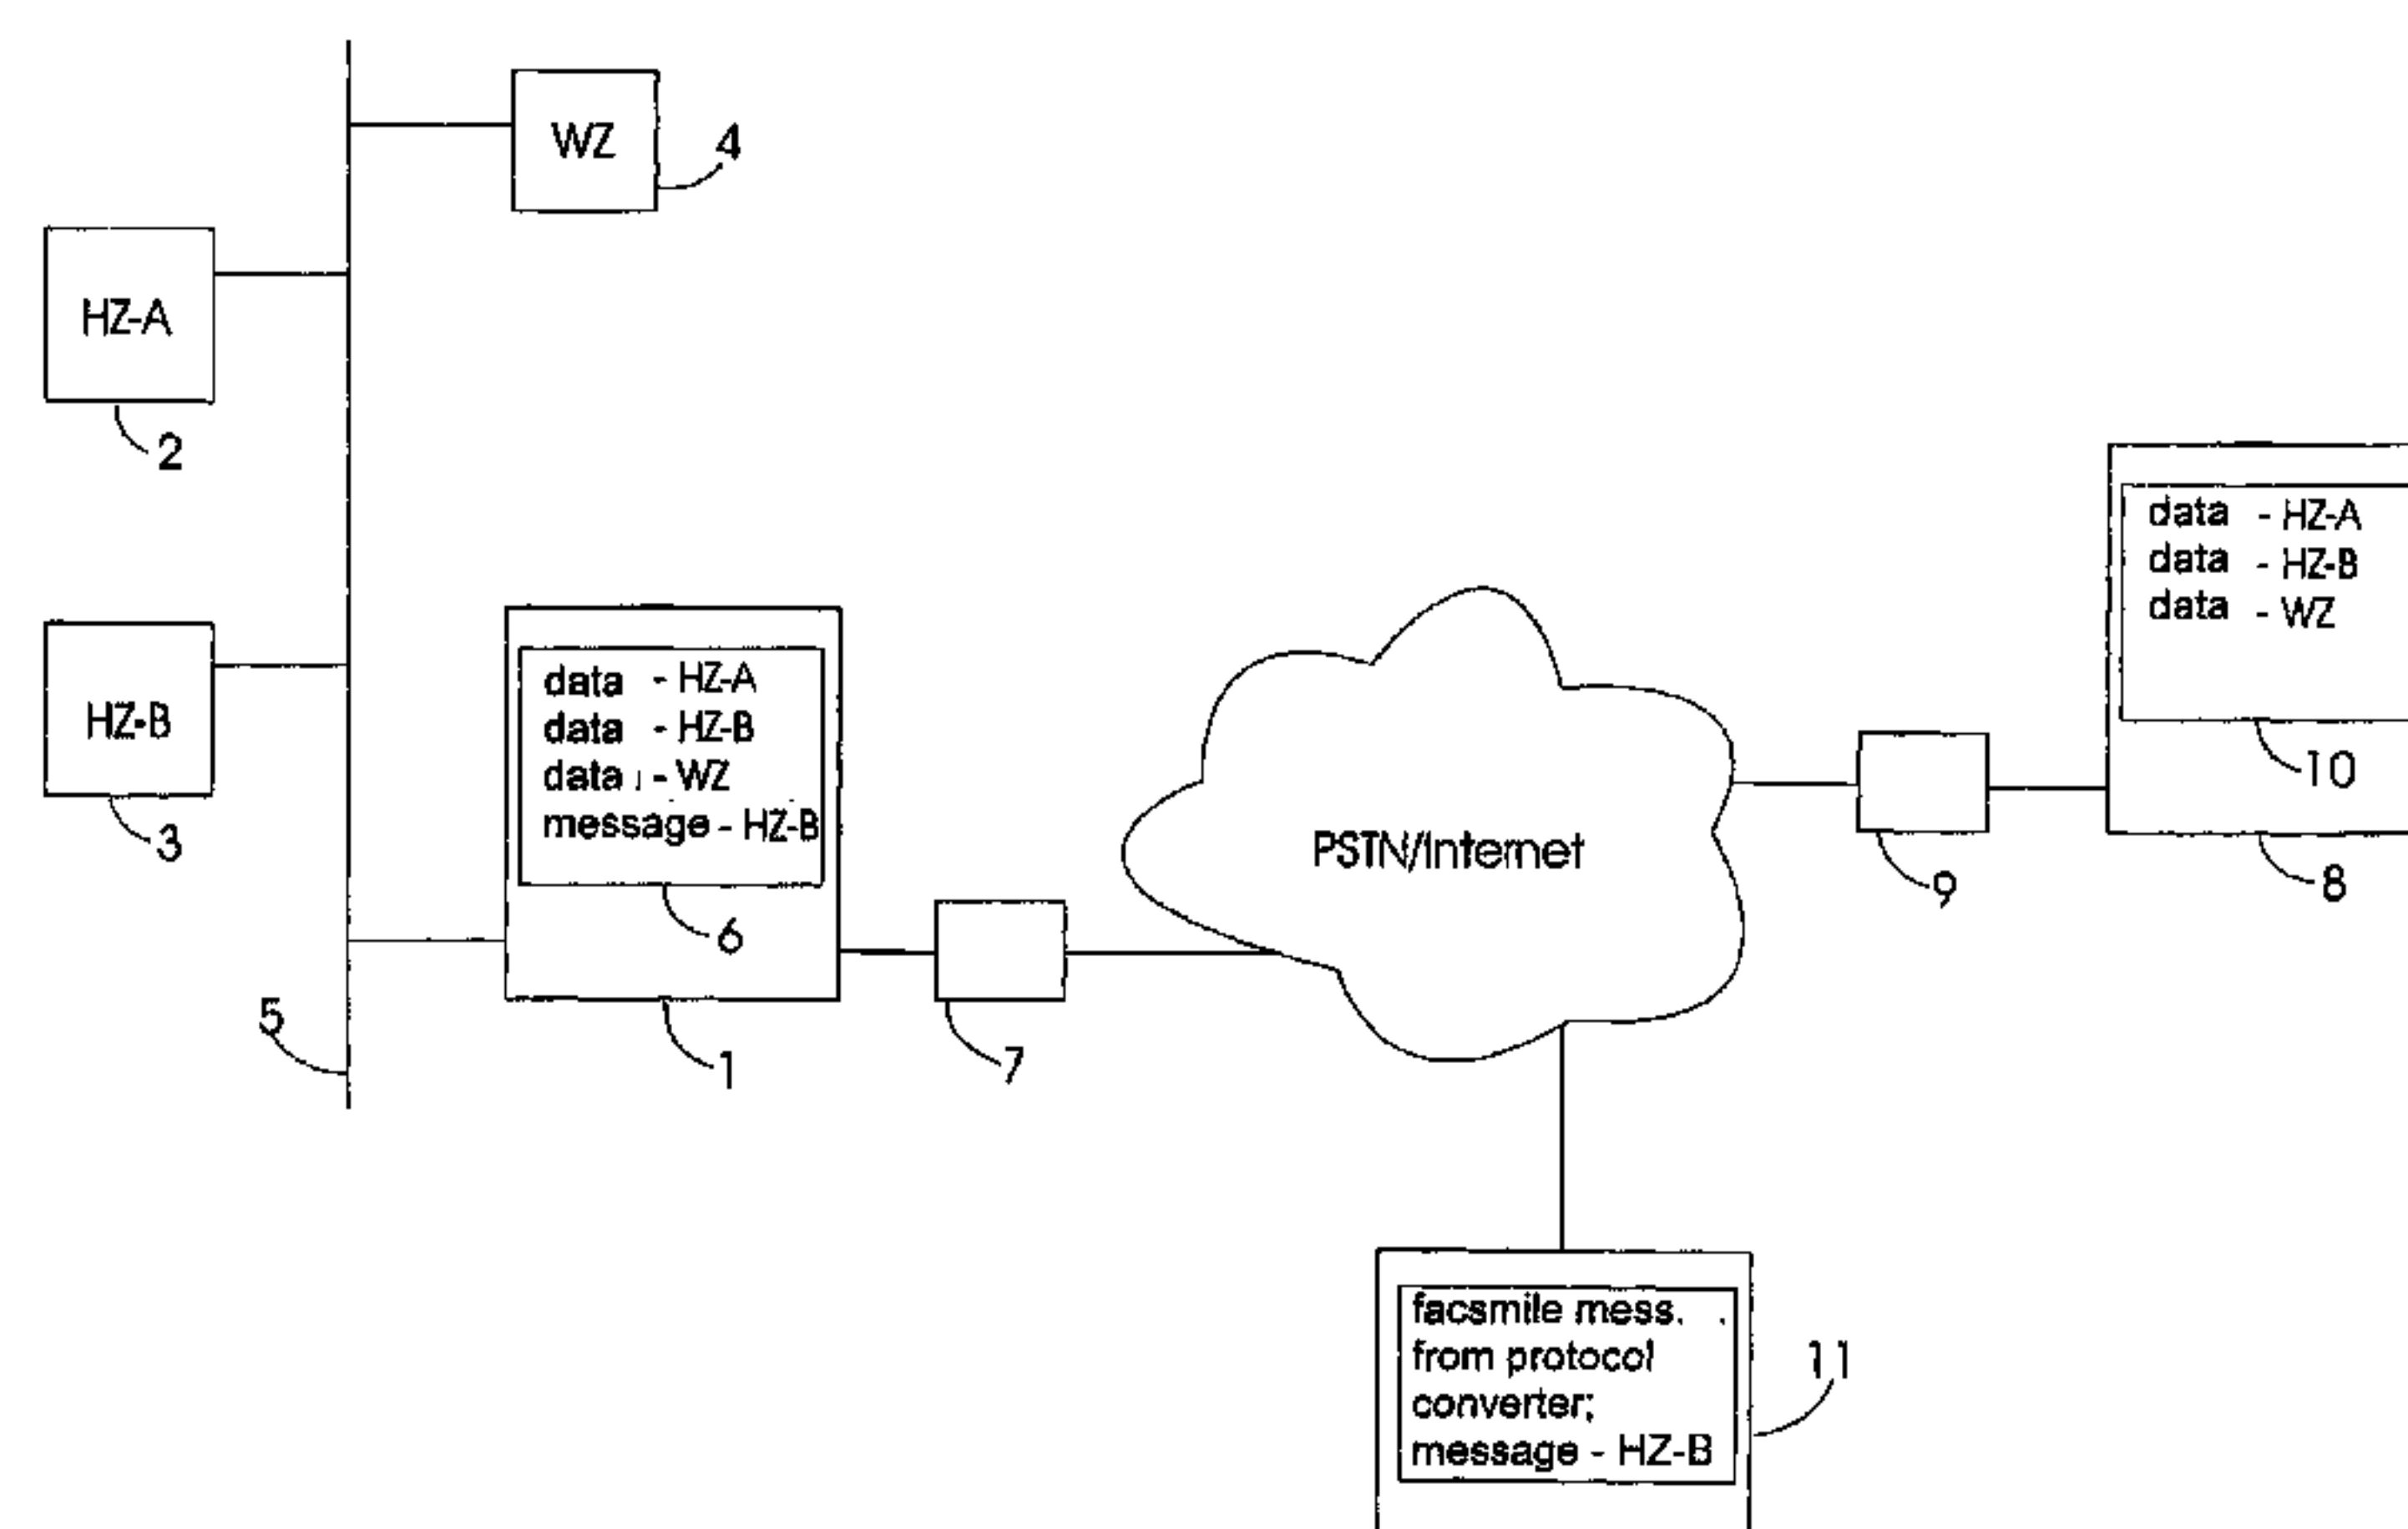 WZ
4
HZ-A
2
HZ-B
3
data - HZ-A
data - HZ-B
data - WZ
message - HZ-B
6
1
5
7
PSTN/Internet
9
data - HZ-A
data - HZ-B
data - WZ
10
8
facsmile mess.
from protocol
converter;
message - HZ-B
11